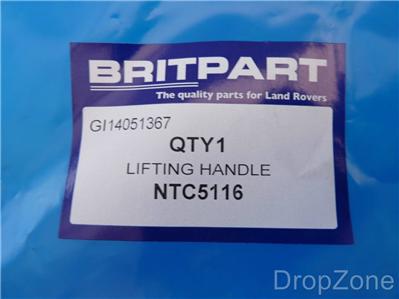 BRITPART
The quality parts for Land Rovers
GI14051367
QTY1
LIFTING HANDLE
NTC5116
DropZone